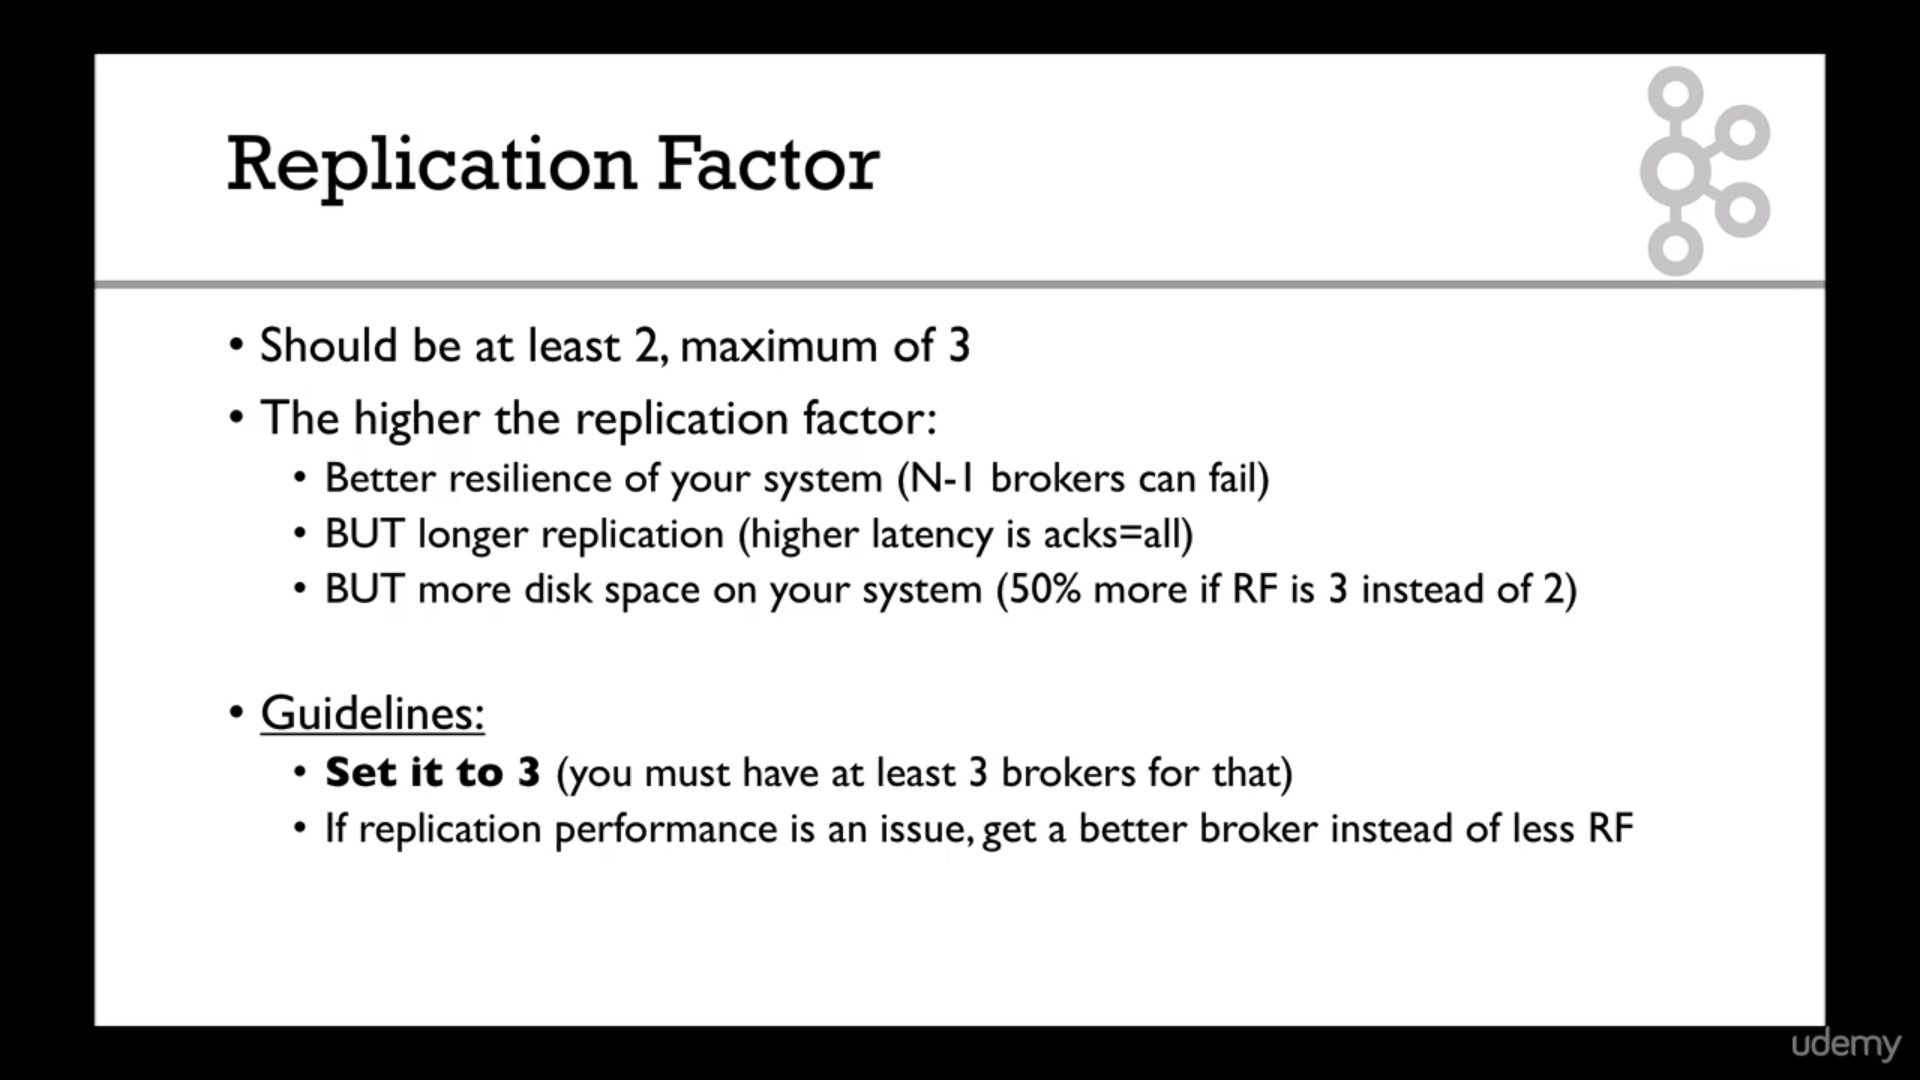 Replication Factor
• Should be at least 2, maximum of 3
• The higher the replication factor:
• Better resilience of your system (N-1 brokers can fail)
• BUT longer replication (higher latency is acks=all)
• BUT more disk space on your system (50% more if RF is 3 instead of 2)
• Guidelines:
• Set it to 3 (you must have at least 3 brokers for that)
• If replication performance is an issue, get a better broker instead of less RF
udemy